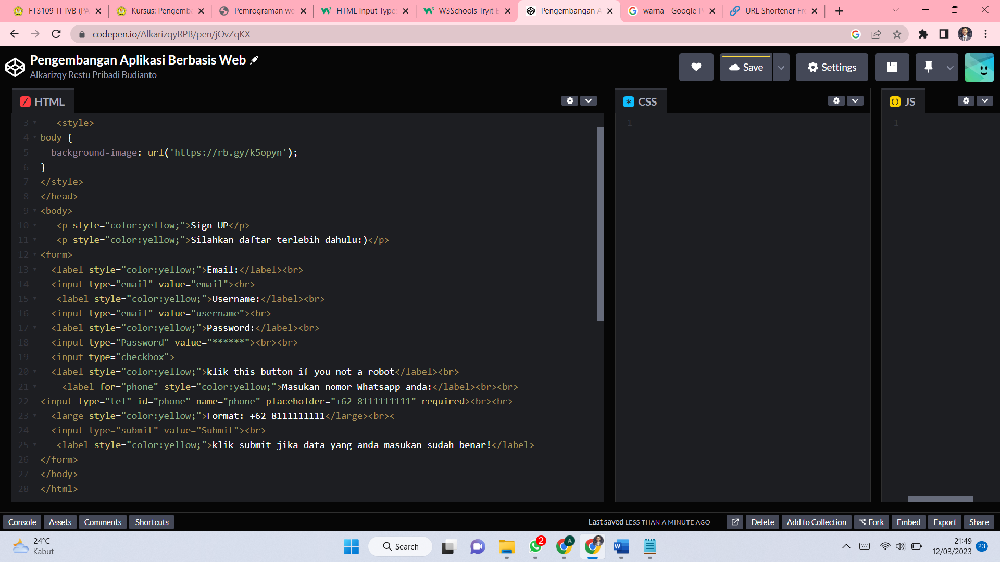 FT3109 TI-IVB (PA
Kursus: Pengemba
Pemrograman we
HTML Input Types
W3Schools Tryit E
Pengembangan A
warna - Google P
URL Shortener Fre
codepen.io/AlkarizqyRPB/pen/jOvZqKX
Pengembangan Aplikasi Berbasis Web
Alkarizqy Restu Pribadi Budianto
Save
Settings
HTML
3 <style>
4 body {
5 background-image: url('https://rb.gy/k5opyn');
6 }
7 </style>
8 </head>
9 <body>
10 <p style="color:yellow;">Sign UP</p>
11 <p style="color:yellow;">Silahkan daftar terlebih dahulu:)</p>
12 <form>
13 <label style="color:yellow;">Email:</label><br>
14 <input type="email" value="email"><br>
15 <label style="color:yellow;">Username:</label><br>
16 <input type="email" value="username"><br>
17 <label style="color:yellow;">Password:</label><br>
18 <input type="Password" value="******"><br><br>
19 <input type="checkbox">
20 <label style="color:yellow;">klik this button if you not a robot</label><br>
21 <label for="phone" style="color:yellow;">Masukan nomor Whatsapp anda:</label><br><br>
22 <input type="tel" id="phone" name="phone" placeholder="+62 8111111111" required><br><br>
23 <large style="color:yellow;">Format: +62 8111111111</large><br><
24 <input type="submit" value="Submit"><br>
25 <label style="color:yellow;">klik submit jika data yang anda masukan sudah benar!</label>
26 </form>
27 </body>
28 </html>
CSS
1
JS
1
Console
Assets
Comments
Shortcuts
Last saved LESS THAN A MINUTE AGO
Delete
Add to Collection
Fork
Embed
Export
Share
24°C
Kabut
Search
2
A
W
21:49
12/03/2023
23